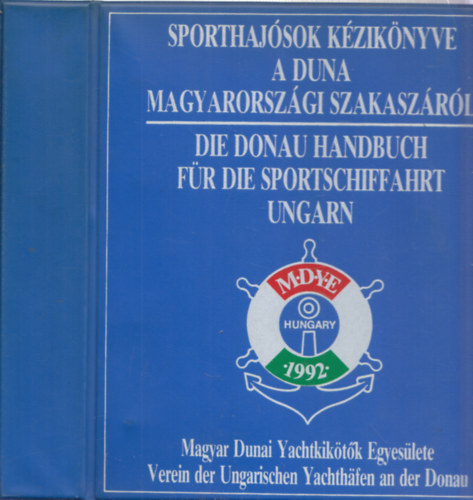 SPORTHAJÓSOK KÉZIKÖNYVE
A DUNA
MAGYARORSZÁGI SZAKASZÁRÓL
DIE DONAU HANDBUCH
FÜR DIE SPORTSCHIFFAHRT
UNGARN
M·D·Y·E
HUNGARY
·1992·
Magyar Dunai Yachtkikötők Egyesülete
Verein der Ungarischen Yachthäfen an der Donau